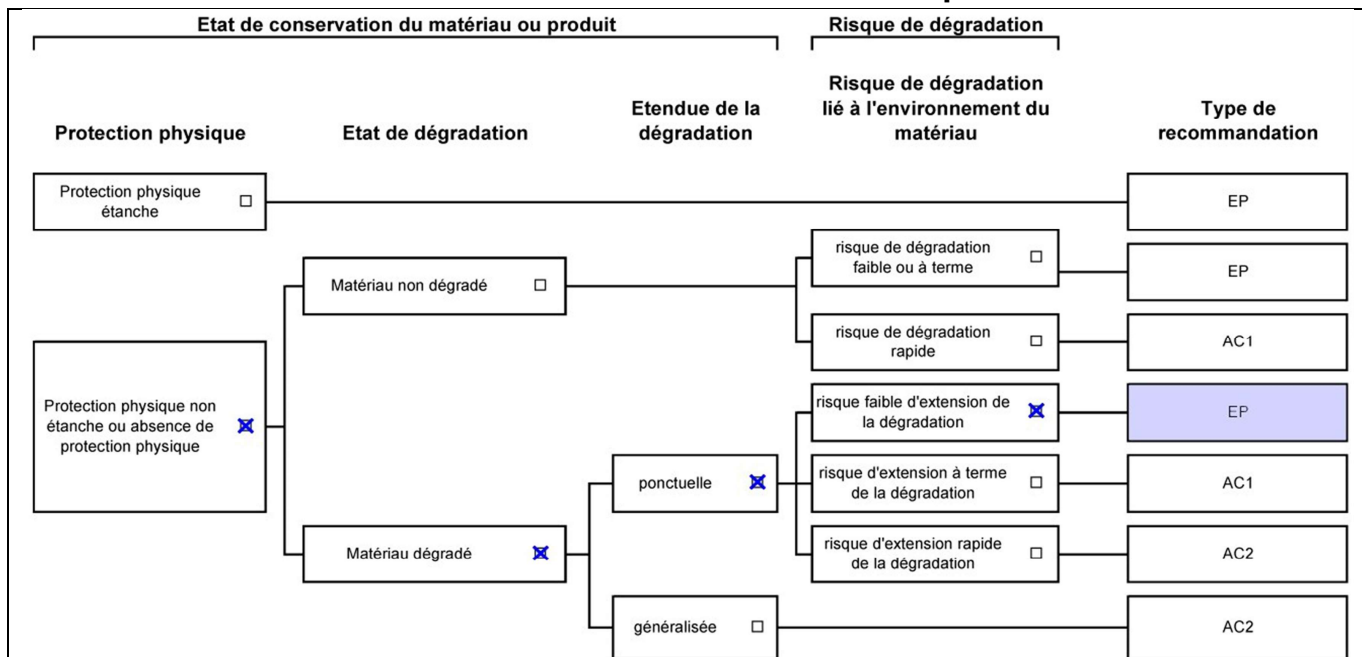 Etat de conservation du matériau ou produit
Risque de dégradation
Protection physique
Etat de dégradation
Etendue de la
dégradation
Risque de dégradation
lié à l'environnement du
matériau
Type de
recommandation
Protection physique
étanche
EP
Matériau non dégradé
risque de dégradation
faible ou à terme
EP
risque de dégradation
rapide
AC1
Protection physique non
étanche ou absence de
protection physique
risque faible d'extension de
la dégradation
EP
ponctuelle
risque d'extension à terme
de la dégradation
AC1
Matériau dégradé
risque d'extension rapide
de la dégradation
AC2
généralisée
AC2